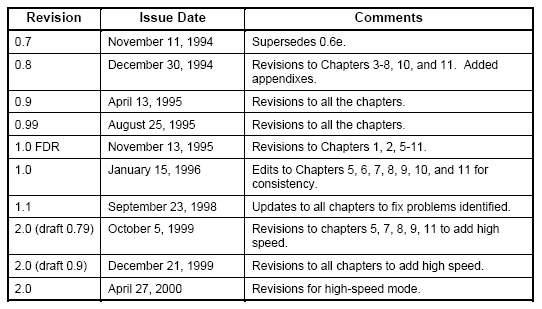 Revision Issue Date Comments
0.7 November 11, 1994 Supersedes 0.6e.
0.8 December 30, 1994 Revisions to Chapters 3-8, 10, and 11.  Added
appendixes.
0.9 April 13, 1995 Revisions to all the chapters.
0.99 August 25, 1995 Revisions to all the chapters.
1.0 FDR November 13, 1995 Revisions to Chapters 1, 2, 5-11.
1.0 January 15, 1996 Edits to Chapters 5, 6, 7, 8, 9, 10, and 11 for
consistency.
1.1 September 23, 1998 Updates to all chapters to fix problems identified.
2.0 (draft 0.79) October 5, 1999 Revisions to chapters 5, 7, 8, 9, 11 to add high
speed.
2.0 (draft 0.9) December 21, 1999 Revisions to all chapters to add high speed.
2.0 April 27, 2000 Revisions for high-speed mode.